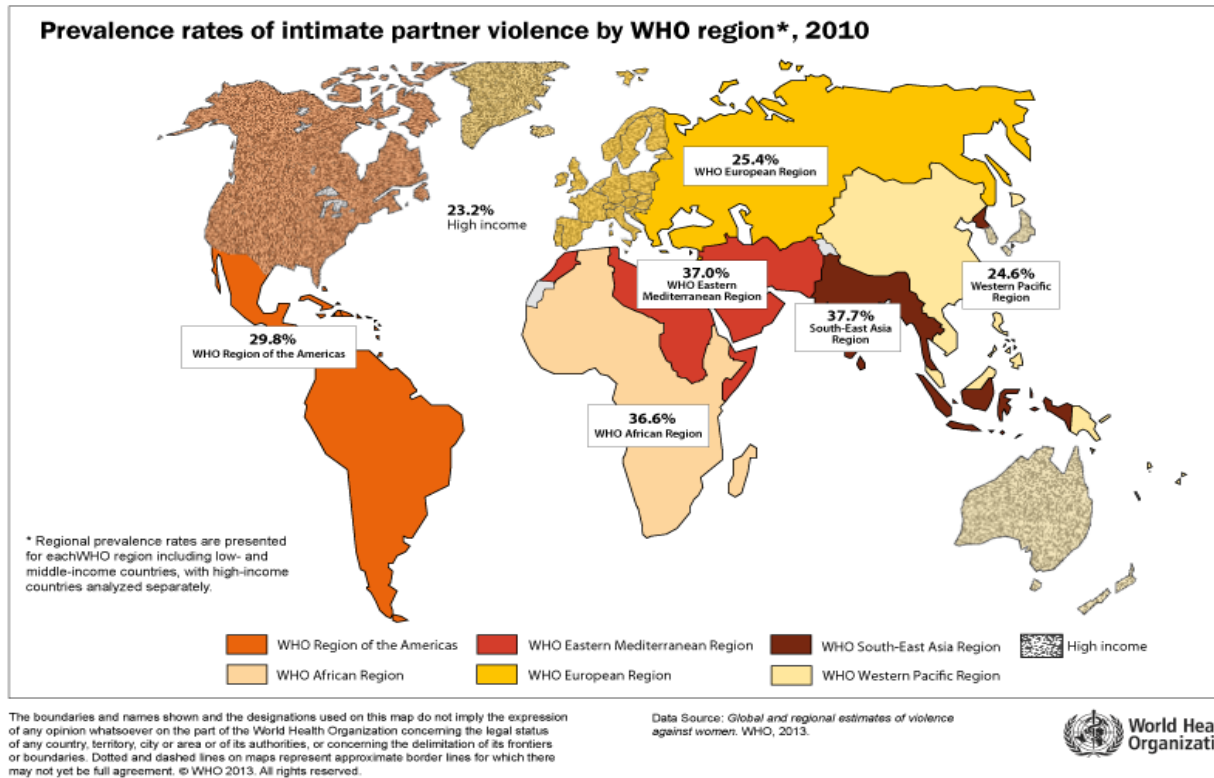 Prevalence rates of intimate partner violence by WHO region*, 2010
25.4%
WHO European Region
23.2%
High income
37.0%
WHO Eastern
Mediterranean Region
24.6%
Western Pacific
Region
37.7%
South-East Asia
Region
29.8%
WHO Region of the Americas
36.6%
WHO African Region
* Regional prevalence rates are presented
for eachWHO region including low- and
middle-income countries, with high-income
countries analyzed separately.
WHO Region of the Americas
WHO Eastern Mediterranean Region
WHO South-East Asia Region
High income
WHO African Region
WHO European Region
WHO Western Pacific Region
The boundaries and names shown and the designations used on this map do not imply the expression
of any opinion whatsoever on the part of the World Health Organization concerning the legal status
of any country, territory, city or area or of its authorities, or concerning the delimitation of its frontiers
or boundaries. Dotted and dashed lines on maps represent approximate border lines for which there
may not yet be full agreement. © WHO 2013. All rights reserved.
Data Source: Global and regional estimates of violence
against women. WHO, 2013.
World Hea
Organizati